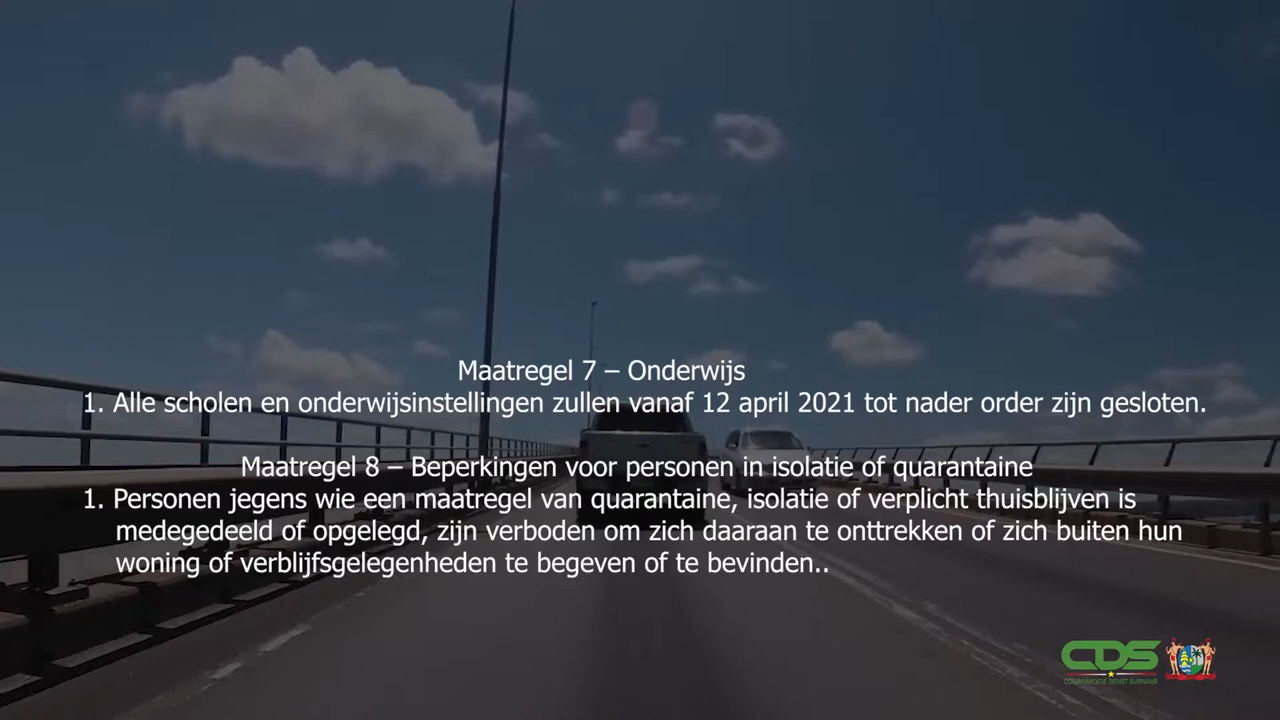 Maatregel 7 – Onderwijs
1. Alle scholen en onderwijsinstellingen zullen vanaf 12 april 2021 tot nader order zijn gesloten.
Maatregel 8 – Beperkingen voor personen in isolatie of quarantaine
1. Personen jegens wie een maatregel van quarantaine, isolatie of verplicht thuisblijven is
medegedeeld of opgelegd, zijn verboden om zich daaraan te onttrekken of zich buiten hun
woning of verblijfsgelegenheden te begeven of te bevinden..
CDS
COMMUNICATIE DIENST SURINAME